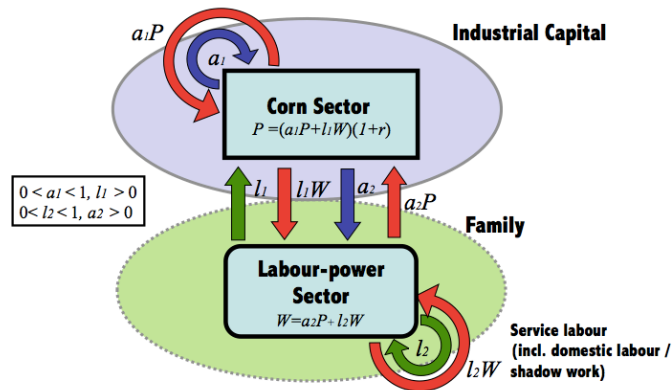 Industrial Capital
a₁P
a₁
Corn Sector
P =(a₁P+l₁W)(1+r)
0 < a₁ < 1, l₁ > 0
0 < l₂ < 1, a₂ > 0
l₁
l₁W
a₂
a₂P
Family
Labour-power
Sector
W=a₂P+ l₂W
l₂
l₂W
Service labour
(incl. domestic labour /
shadow work)